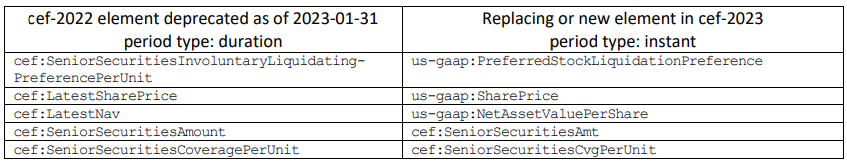 cef-2022 element deprecated as of 2023-01-31
period type: duration
Replacing or new element in cef-2023
period type: instant
cef:SeniorSecuritiesInvoluntaryLiquidating-
PreferencePerUnit
us-gaap:PreferredStockLiquidationPreference
cef:LatestSharePrice
us-gaap:SharePrice
cef:LatestNav
us-gaap:NetAssetValuePerShare
cef:SeniorSecuritiesAmount
cef:SeniorSecuritiesAmt
cef:SeniorSecuritiesCoveragePerUnit
cef:SeniorSecuritiesCvgPerUnit